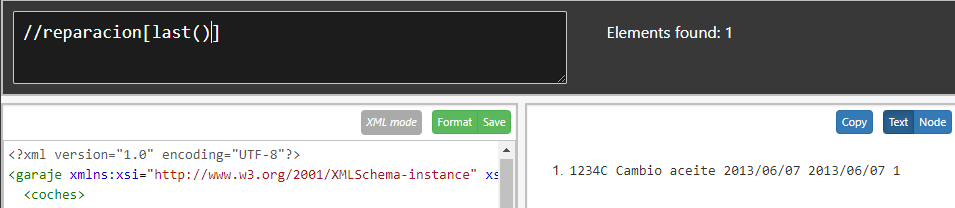 //reparacion[last()]
Elements found: 1
XML mode
Format
Save
Copy
Text
Node
<?xml version="1.0" encoding="UTF-8"?>
<garaje xmlns:xsi="http://www.w3.org/2001/XMLSchema-instance" xs
<coches>
1. 1234C Cambio aceite 2013/06/07 2013/06/07 1